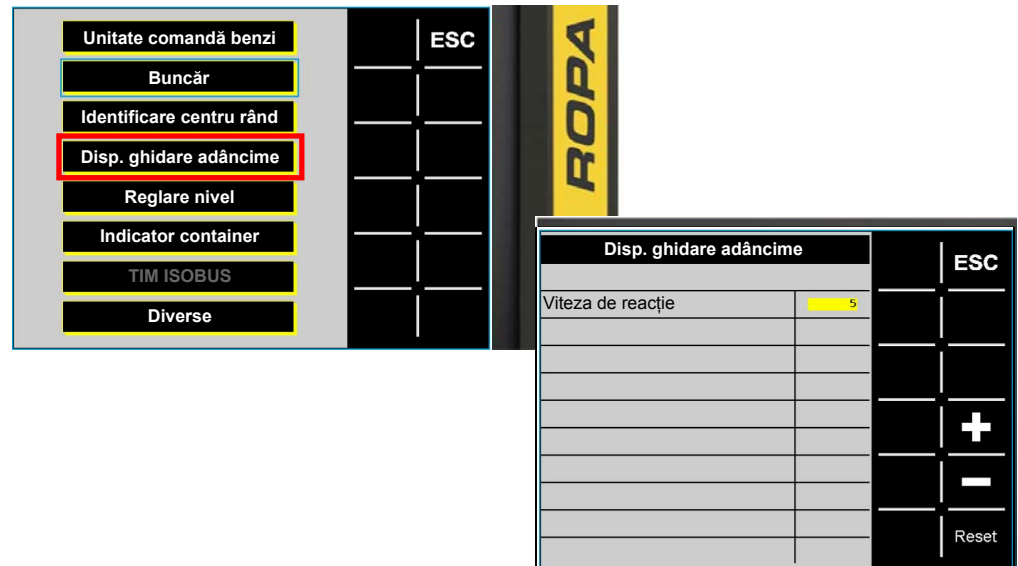 Unitate comandă benzi
ESC
Buncăr
Identificare centru rând
Disp. ghidare adâncime
Reglare nivel
Indicator container
TIM ISOBUS
Diverse
ROPA
Disp. ghidare adâncime
ESC
Viteza de reacție 5
+
−
Reset